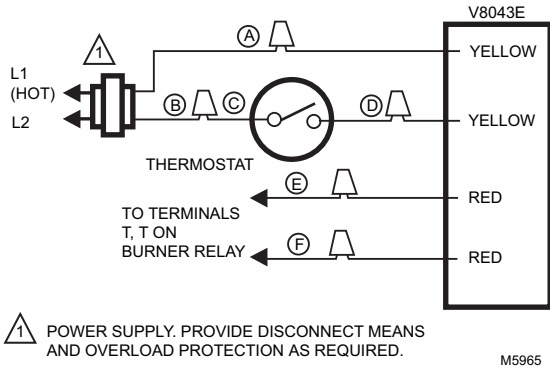 V8043E
1
A
YELLOW
L1
(HOT)
B
C
D
L2
YELLOW
THERMOSTAT
E
RED
TO TERMINALS
T, T ON
BURNER RELAY
F
RED
1 POWER SUPPLY. PROVIDE DISCONNECT MEANS
AND OVERLOAD PROTECTION AS REQUIRED.
M5965